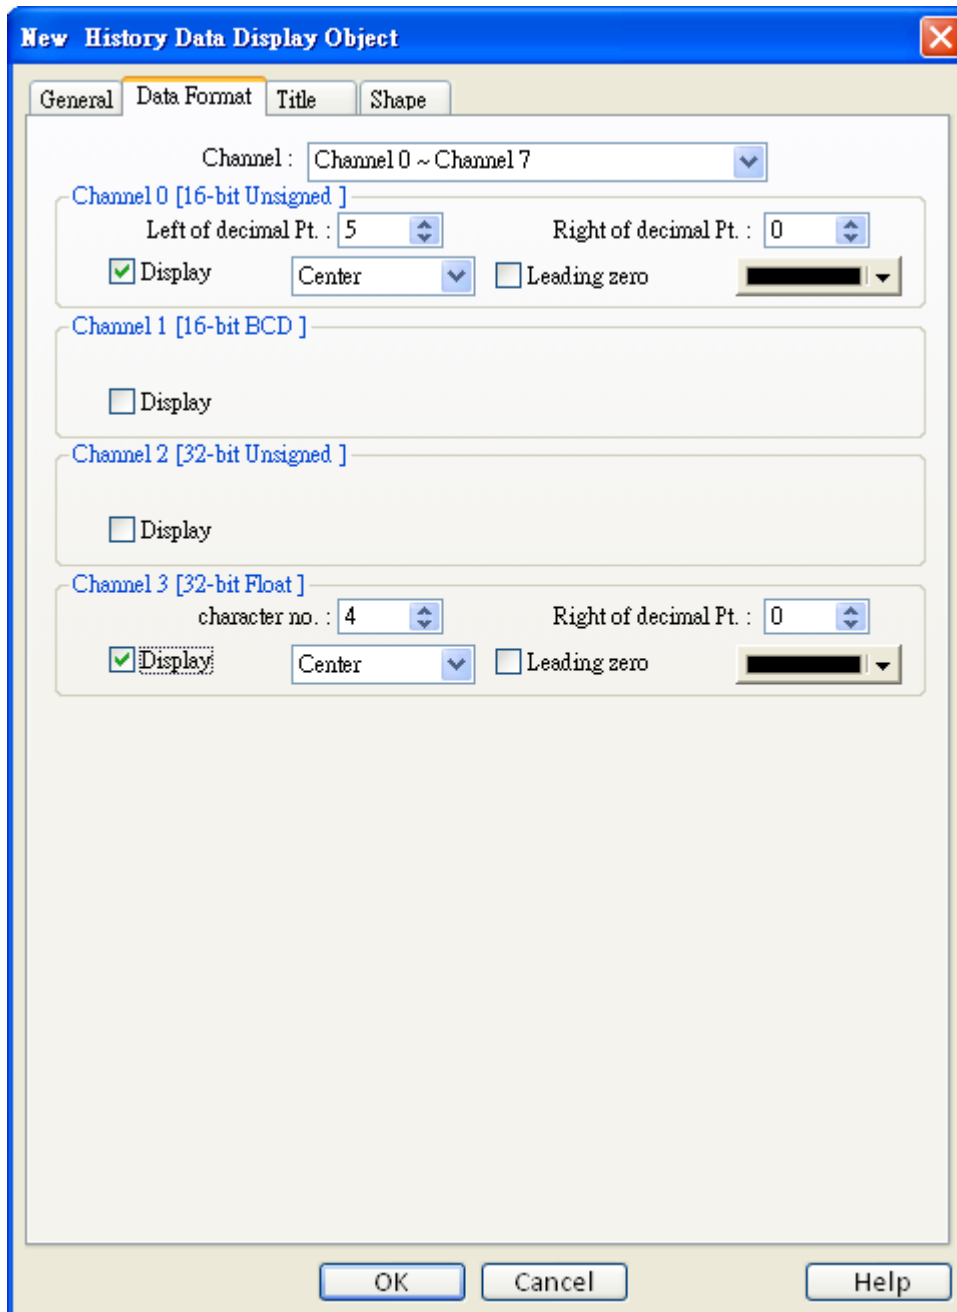 New History Data Display Object
General Data Format Title Shape
Channel : Channel 0 ~ Channel 7
Channel 0 [16-bit Unsigned ]
Left of decimal Pt. : 5 Right of decimal Pt. : 0
Display Center Leading zero
Channel 1 [16-bit BCD ]
Display
Channel 2 [32-bit Unsigned ]
Display
Channel 3 [32-bit Float ]
character no. : 4 Right of decimal Pt. : 0
Display Center Leading zero
OK Cancel Help